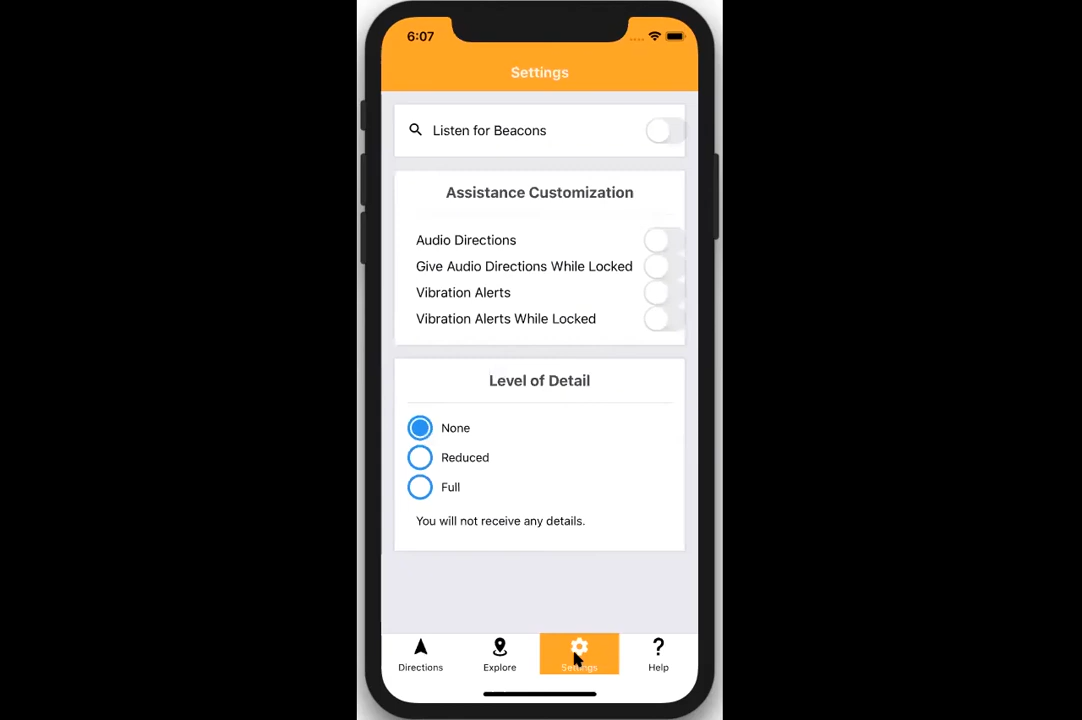 6:07
Settings
Listen for Beacons
Assistance Customization
Audio Directions
Give Audio Directions While Locked
Vibration Alerts
Vibration Alerts While Locked
Level of Detail
None
Reduced
Full
You will not receive any details.
Directions Explore Settings Help